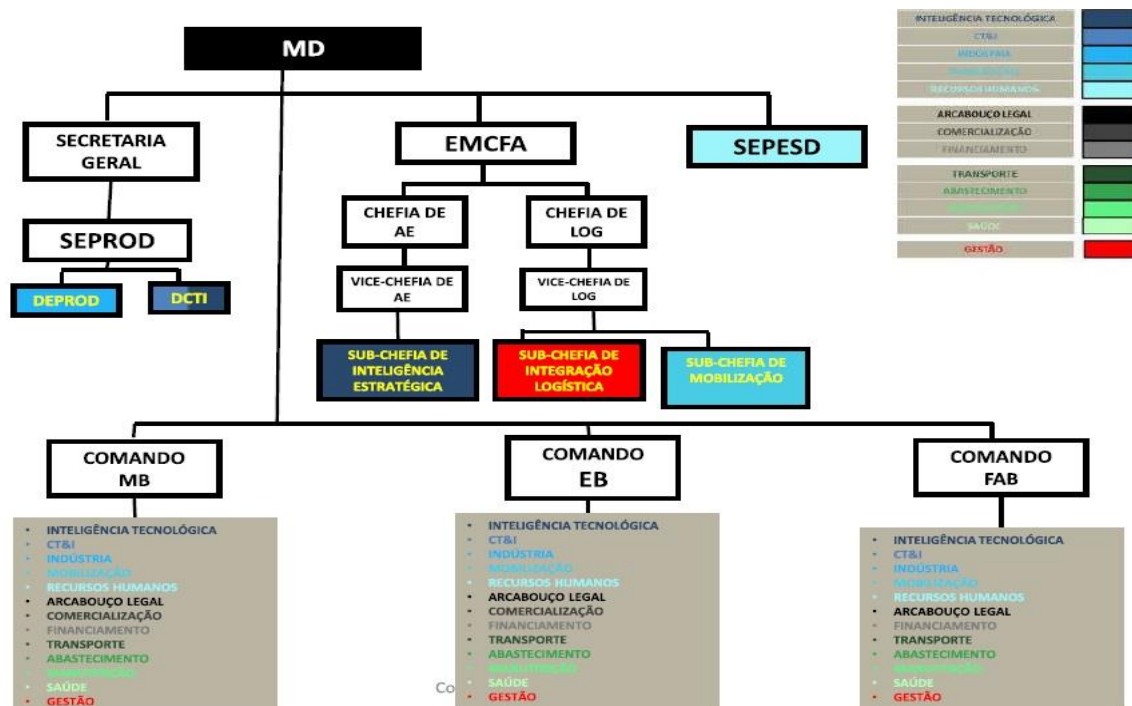 MD
INTELIGÊNCIA TECNOLÓGICA
CT&I
INDÚSTRIA
MOBILIZAÇÃO
RECURSOS HUMANOS
ARCABOUÇO LEGAL
COMERCIALIZAÇÃO
FINANCIAMENTO
TRANSPORTE
ABASTECIMENTO
SAÚDE
GESTÃO
SECRETARIA
GERAL
EMCFA
SEPESD
SEPROD
CHEFIA DE
AE
CHEFIA DE
LOG
DEPROD
DCTI
VICE-CHEFIA DE
AE
VICE-CHEFIA DE
LOG
SUB-CHEFIA DE
INTELIGÊNCIA
ESTRATÉGICA
SUB-CHEFIA DE
INTEGRAÇÃO
LOGÍSTICA
SUB-CHEFIA DE
MOBILIZAÇÃO
COMANDO
MB
COMANDO
EB
COMANDO
FAB
• INTELIGÊNCIA TECNOLÓGICA
• CT&I
• INDÚSTRIA
• MOBILIZAÇÃO
• RECURSOS HUMANOS
• ARCABOUÇO LEGAL
• COMERCIALIZAÇÃO
• FINANCIAMENTO
• TRANSPORTE
• ABASTECIMENTO
• MANUTENÇÃO
• SAÚDE
• GESTÃO
• INTELIGÊNCIA TECNOLÓGICA
• CT&I
• INDÚSTRIA
• MOBILIZAÇÃO
• RECURSOS HUMANOS
• ARCABOUÇO LEGAL
• COMERCIALIZAÇÃO
• FINANCIAMENTO
• TRANSPORTE
• ABASTECIMENTO
• MANUTENÇÃO
• SAÚDE
• GESTÃO
• INTELIGÊNCIA TECNOLÓGICA
• CT&I
• INDÚSTRIA
• MOBILIZAÇÃO
• RECURSOS HUMANOS
• ARCABOUÇO LEGAL
• FINANCIAMENTO
• TRANSPORTE
• ABASTECIMENTO
• MANUTENÇÃO
• SAÚDE
• GESTÃO
Co